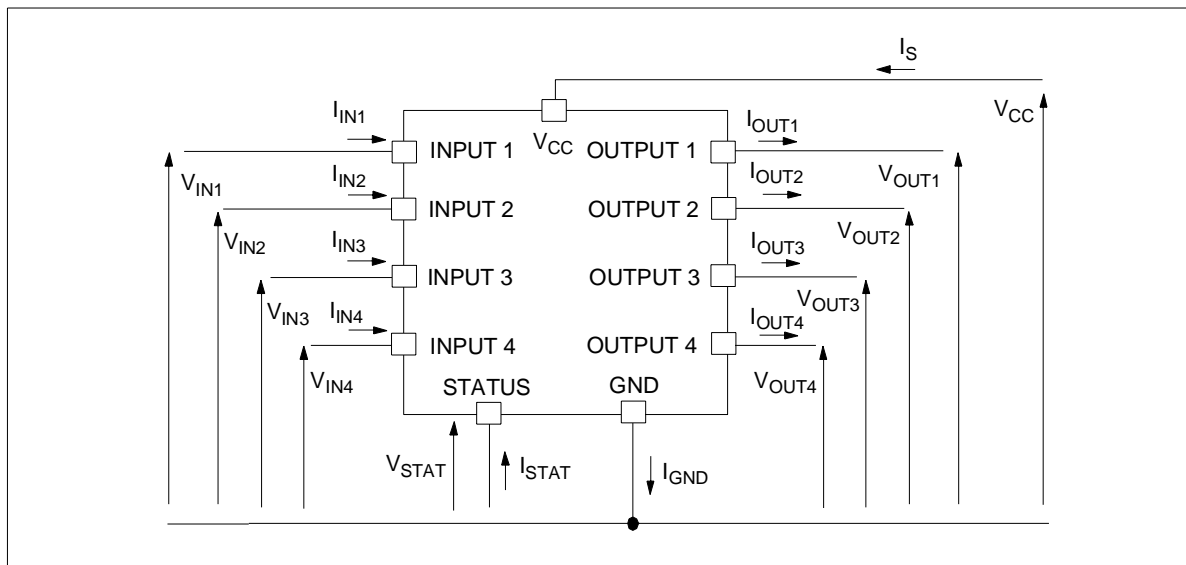 I_S
V_CC
V_CC
I_IN1
INPUT 1
OUTPUT 1
I_OUT1
V_IN1
V_OUT1
I_IN2
INPUT 2
OUTPUT 2
I_OUT2
V_IN2
V_OUT2
I_IN3
INPUT 3
OUTPUT 3
I_OUT3
V_IN3
V_OUT3
I_IN4
INPUT 4
OUTPUT 4
I_OUT4
V_IN4
V_OUT4
STATUS
GND
V_STAT
I_STAT
I_GND